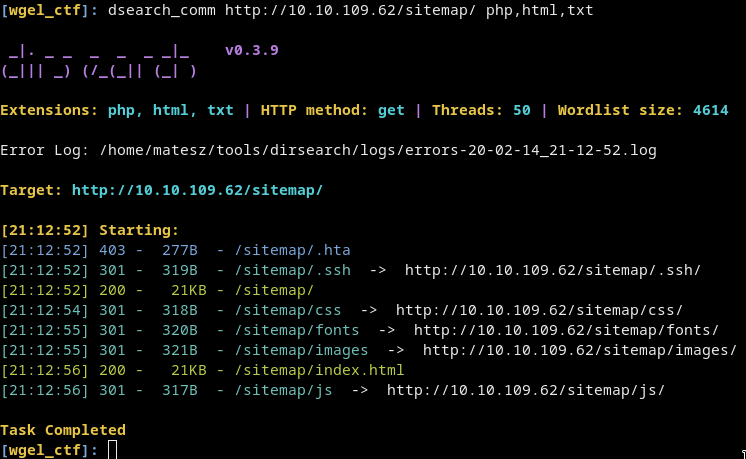 [wgel_ctf]: dsearch_comm http://10.10.109.62/sitemap/ php,html,txt
 _|. _ _  _  _  _ _|_    v0.3.9
(_||| _) (/_(_|| (_| )
Extensions: php, html, txt | HTTP method: get | Threads: 50 | Wordlist size: 4614
Error Log: /home/matesz/tools/dirsearch/logs/errors-20-02-14_21-12-52.log
Target: http://10.10.109.62/sitemap/
[21:12:52] Starting:
[21:12:52] 403 -  277B  - /sitemap/.hta
[21:12:52] 301 -  319B  - /sitemap/.ssh  ->  http://10.10.109.62/sitemap/.ssh/
[21:12:52] 200 -   21KB - /sitemap/
[21:12:54] 301 -  318B  - /sitemap/css  ->  http://10.10.109.62/sitemap/css/
[21:12:55] 301 -  320B  - /sitemap/fonts  ->  http://10.10.109.62/sitemap/fonts/
[21:12:55] 301 -  321B  - /sitemap/images  ->  http://10.10.109.62/sitemap/images/
[21:12:56] 200 -   21KB - /sitemap/index.html
[21:12:56] 301 -  317B  - /sitemap/js  ->  http://10.10.109.62/sitemap/js/
Task Completed
[wgel_ctf]: